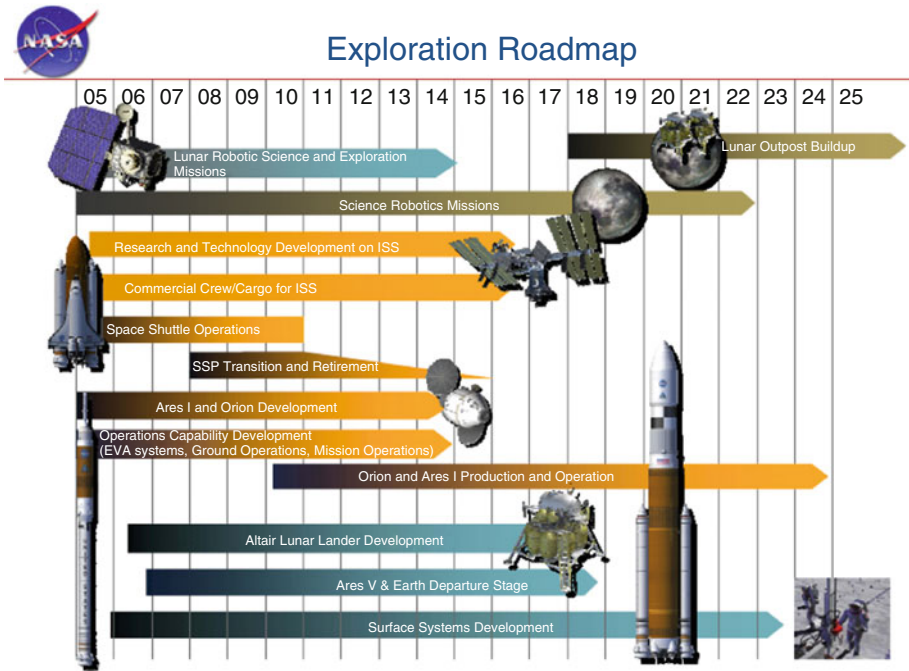 NASA
Exploration Roadmap
05 06 07 08 09 10 11 12 13 14 15 16 17 18 19 20 21 22 23 24 25
Lunar Outpost Buildup
Lunar Robotic Science and Exploration
Missions
Science Robotics Missions
Research and Technology Development on ISS
Commercial Crew/Cargo for ISS
Space Shuttle Operations
SSP Transition and Retirement
Ares I and Orion Development
Operations Capability Development
(EVA systems, Ground Operations, Mission Operations)
Orion and Ares I Production and Operation
Altair Lunar Lander Development
Ares V & Earth Departure Stage
Surface Systems Development